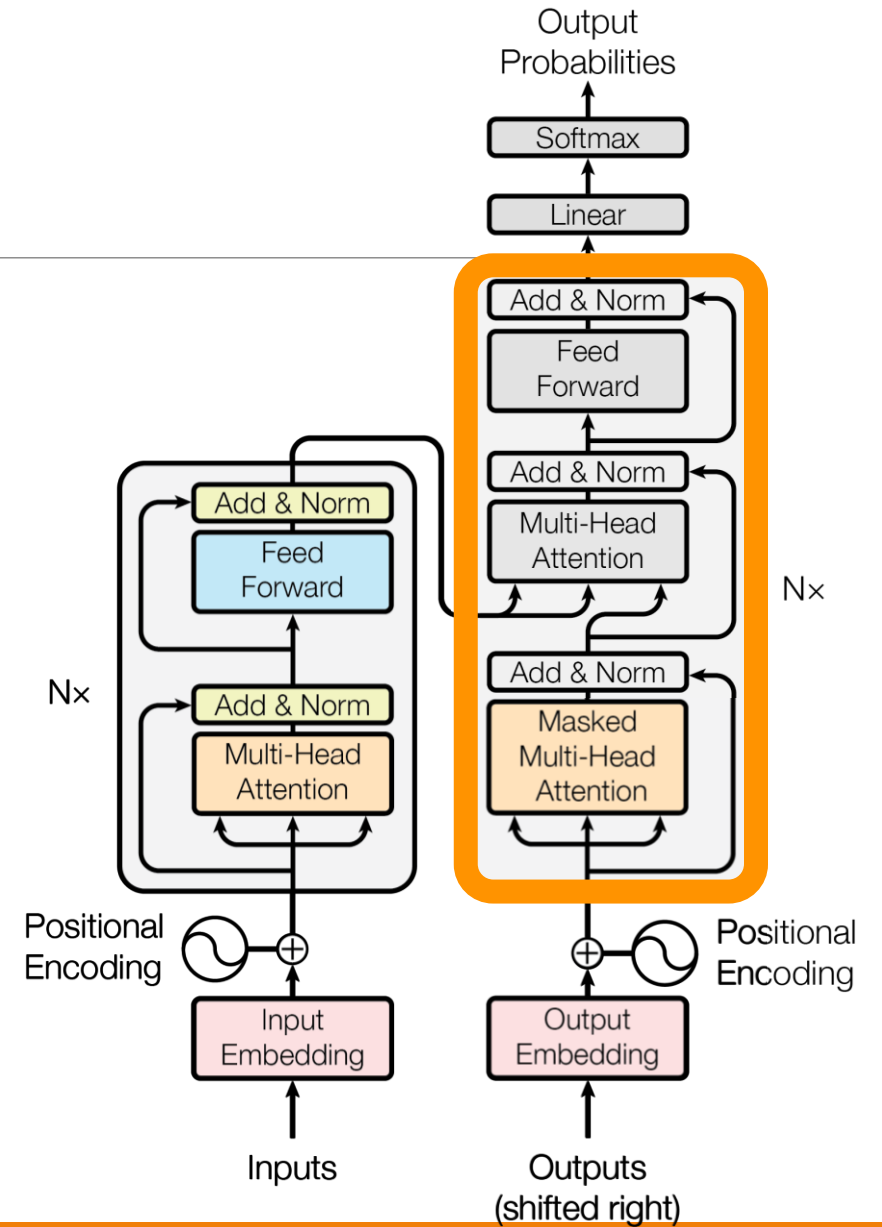 Output
Probabilities
Softmax
Linear
Add & Norm
Feed
Forward
Add & Norm
Multi-Head
Attention
N×
Add & Norm
Masked
Multi-Head
Attention
Add & Norm
Feed
Forward
N×
Add & Norm
Multi-Head
Attention
Positional
Encoding
Positional
Encoding
Input
Embedding
Output
Embedding
Inputs
Outputs
(shifted right)